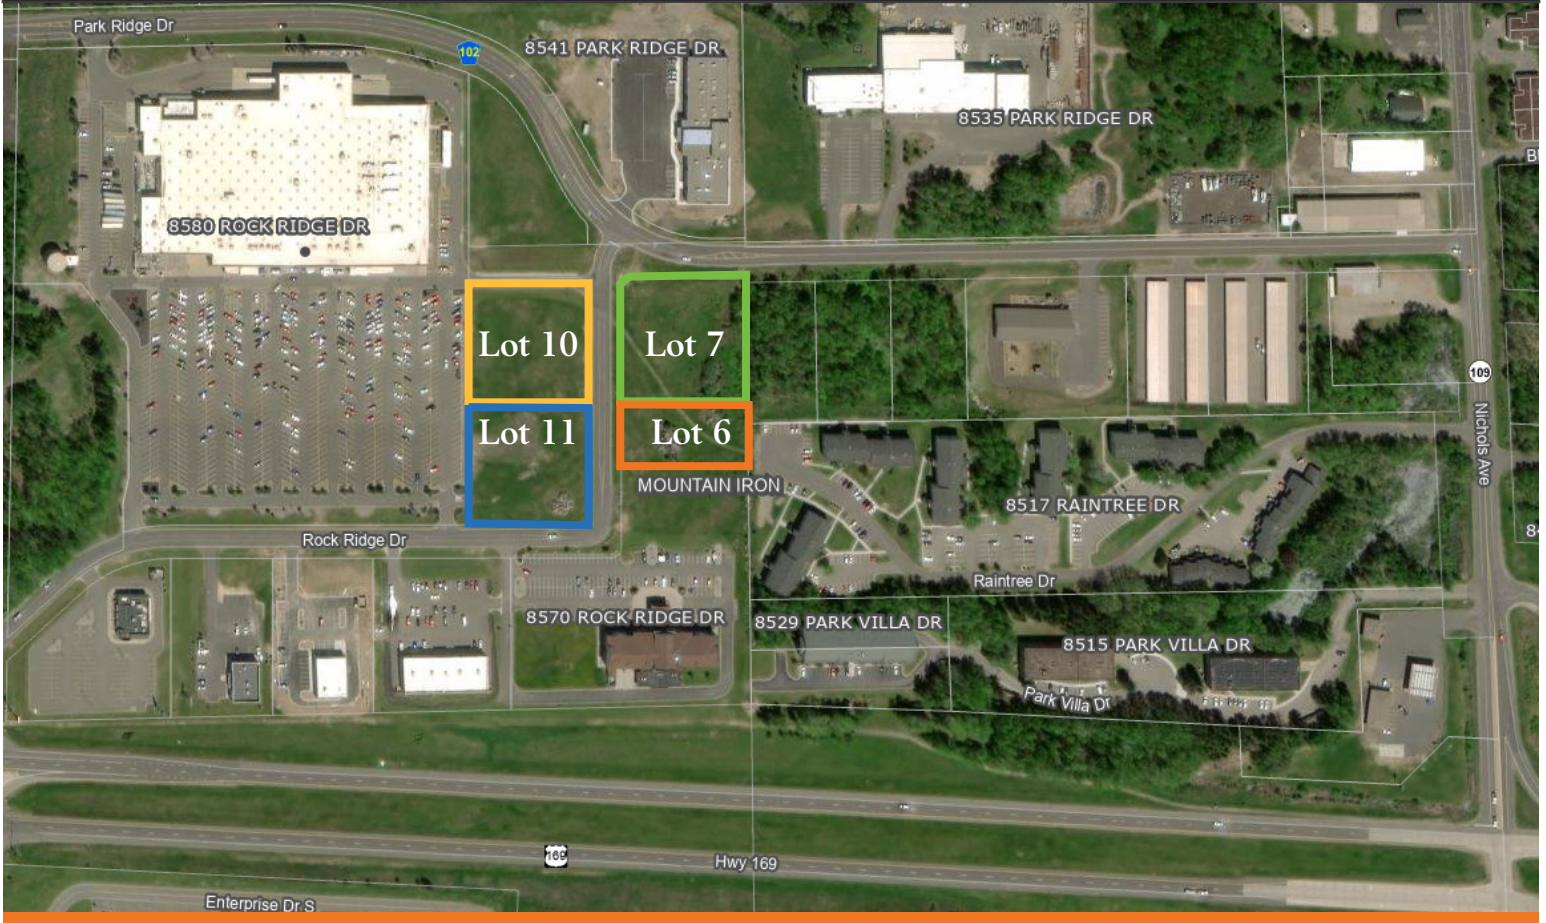 Park Ridge Dr
102
8541 PARK RIDGE DR
8535 PARK RIDGE DR
8580 ROCK RIDGE DR
Lot 10
Lot 7
109
Lot 11
Lot 6
Nichols Ave
MOUNTAIN IRON
8517 RAINTREE DR
Rock Ridge Dr
Raintree Dr
8570 ROCK RIDGE DR
8529 PARK VILLA DR
8515 PARK VILLA DR
Park Villa Dr
169
Hwy 169
Enterprise Dr S